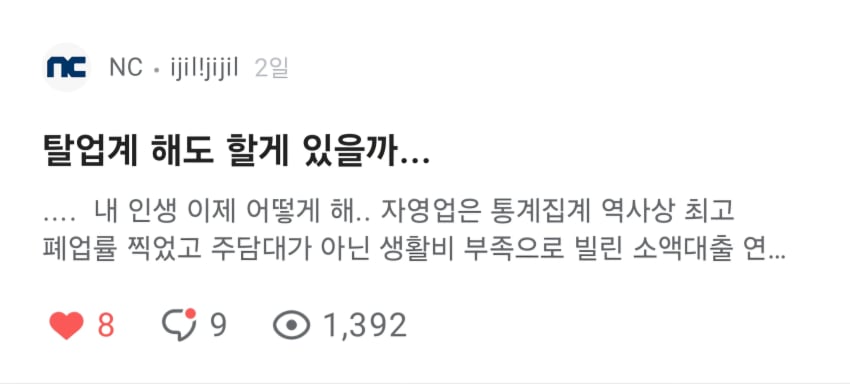 nc NC · ijil!jijil 2일
탈업계 해도 할게 있을까...
.... 내 인생 이제 어떻게 해.. 자영업은 통계집계 역사상 최고
폐업률 찍었고 주담대가 아닌 생활비 부족으로 빌린 소액대출 연...
8 9 1,392